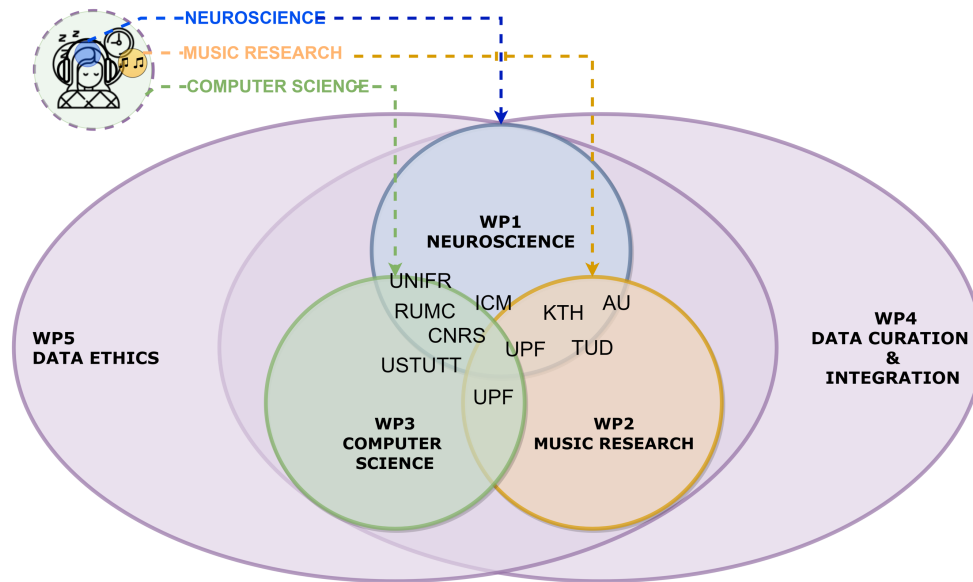 z z
z
z
NEUROSCIENCE
MUSIC RESEARCH
COMPUTER SCIENCE
WP1
NEUROSCIENCE
UNIFR
RUMC
ICM
KTH
AU
CNRS
UPF
TUD
USTUTT
UPF
WP5
DATA ETHICS
WP4
DATA CURATION
&
INTEGRATION
WP3
COMPUTER
SCIENCE
WP2
MUSIC RESEARCH